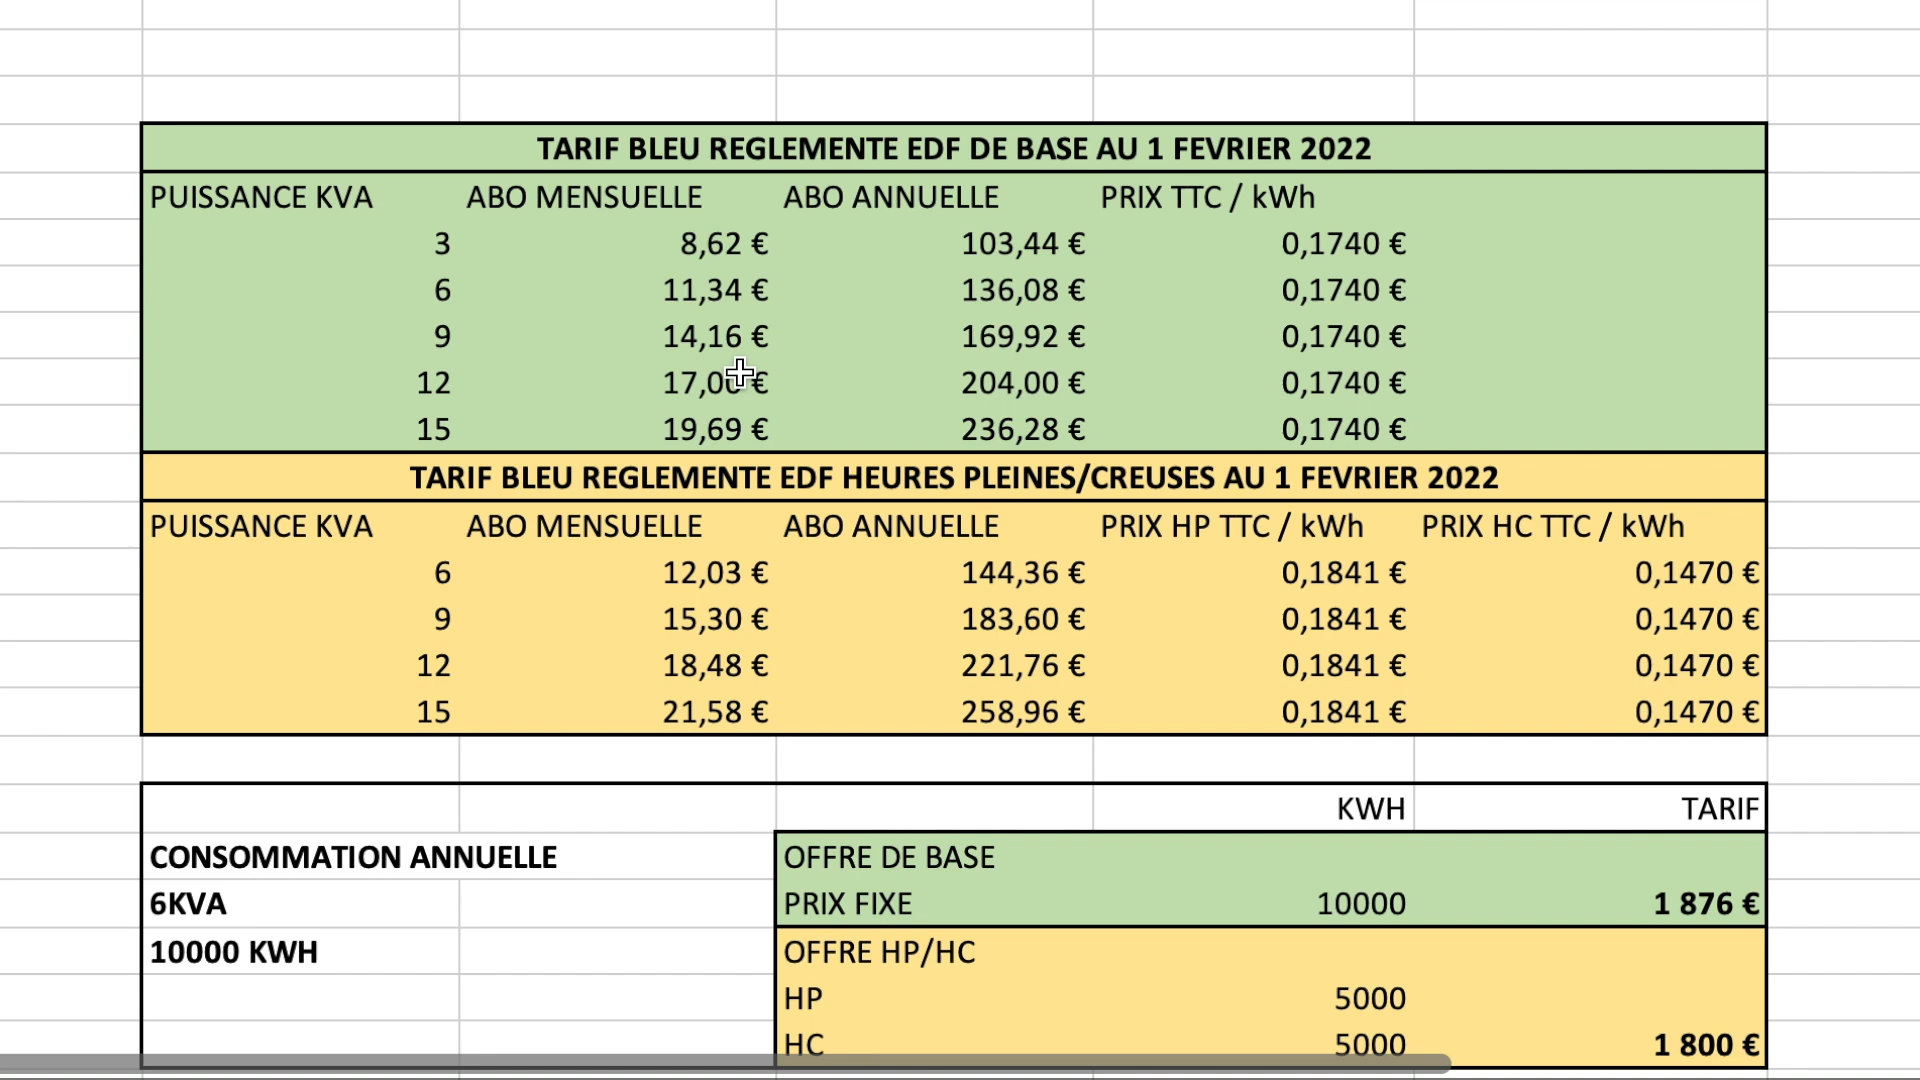 TARIF BLEU REGLEMENTE EDF DE BASE AU 1 FEVRIER 2022
PUISSANCE KVA ABO MENSUELLE ABO ANNUELLE PRIX TTC / kWh
3 8,62 € 103,44 € 0,1740 €
6 11,34 € 136,08 € 0,1740 €
9 14,16 € 169,92 € 0,1740 €
12 17,00 € 204,00 € 0,1740 €
15 19,69 € 236,28 € 0,1740 €
TARIF BLEU REGLEMENTE EDF HEURES PLEINES/CREUSES AU 1 FEVRIER 2022
PUISSANCE KVA ABO MENSUELLE ABO ANNUELLE PRIX HP TTC / kWh PRIX HC TTC / kWh
6 12,03 € 144,36 € 0,1841 € 0,1470 €
9 15,30 € 183,60 € 0,1841 € 0,1470 €
12 18,48 € 221,76 € 0,1841 € 0,1470 €
15 21,58 € 258,96 € 0,1841 € 0,1470 €
KWH TARIF
CONSOMMATION ANNUELLE OFFRE DE BASE
6KVA PRIX FIXE 10000 1 876 €
10000 KWH OFFRE HP/HC
HP 5000
HC 5000 1 800 €